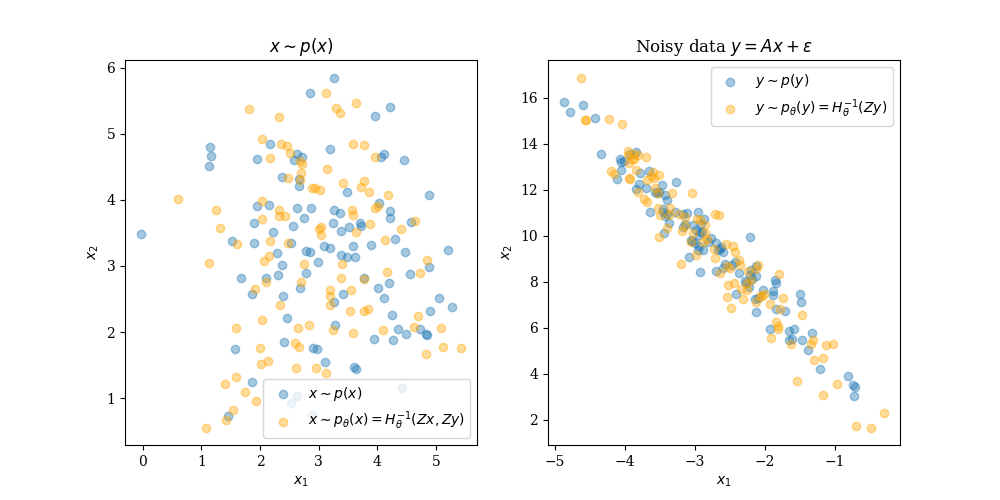 x ~ p(x)
6
5
4
3
2
1
x₂
0 1 2 3 4 5
x₁
x ~ p(x)
x ~ p_θ(x) = H_θ⁻¹(Zx, Zy)
Noisy data y = Ax + ε
16
14
12
10
8
6
4
2
x₂
−5 −4 −3 −2 −1
x₁
y ~ p(y)
y ~ p_θ(y) = H_θ⁻¹(Zy)